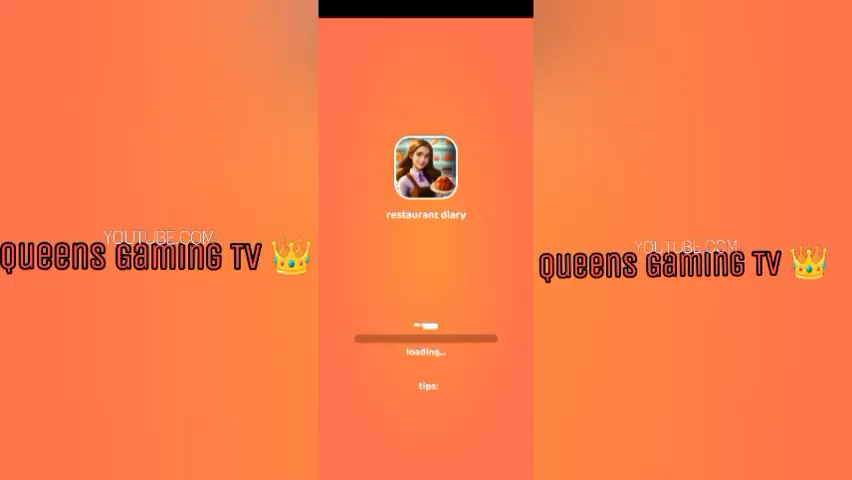 YOUTUBE.COM
Queens Gaming TV 👑
restaurant diary
loading...
tips:
YOUTUBE.COM
Queens Gaming TV 👑